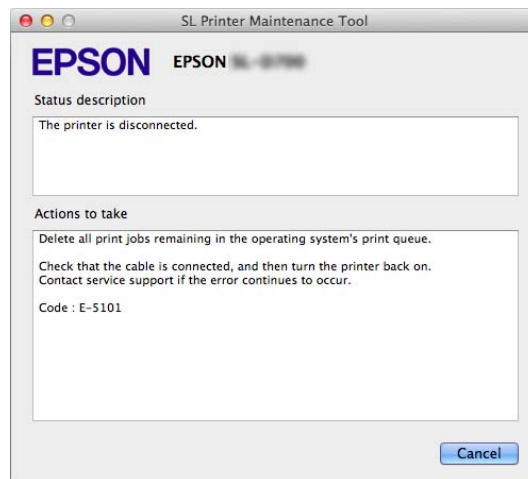 SL Printer Maintenance Tool
EPSON
EPSON
Status description
The printer is disconnected.
Actions to take
Delete all print jobs remaining in the operating system's print queue.
Check that the cable is connected, and then turn the printer back on.
Contact service support if the error continues to occur.
Code : E-5101
Cancel